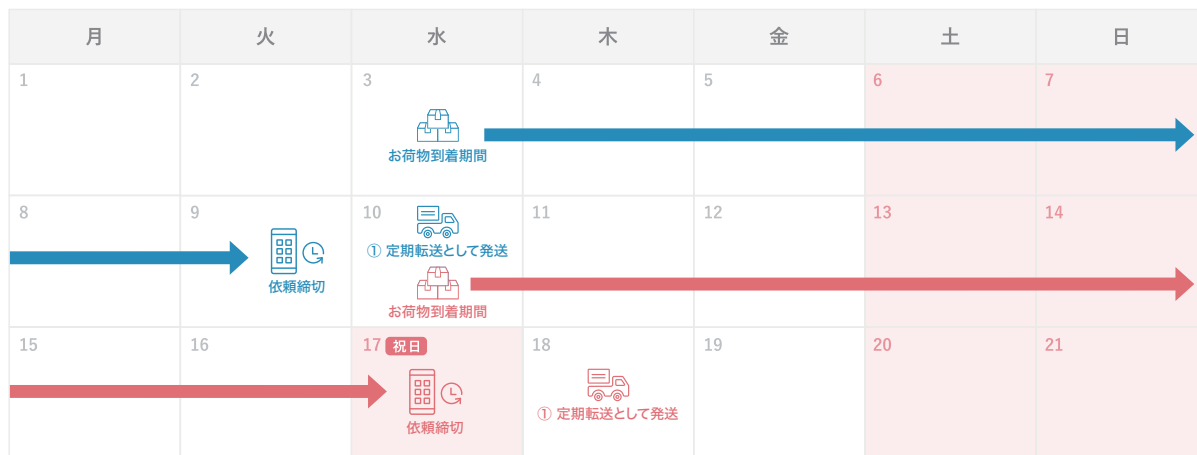 月 火 水 木 金 土 日
1 2 3 4 5 6 7
お荷物到着期間
8 9 10 11 12 13 14
① 定期転送として発送
依頼締切
お荷物到着期間
15 16 17 祝日 18 19 20 21
① 定期転送として発送
依頼締切